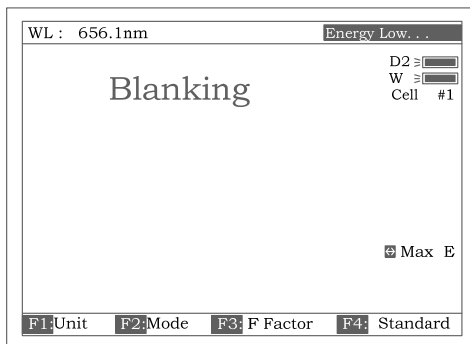 WL : 656.1nm Energy Low. . .
D2
W
Blanking
Cell #1
Max E
F1:Unit F2:Mode F3: F Factor F4: Standard